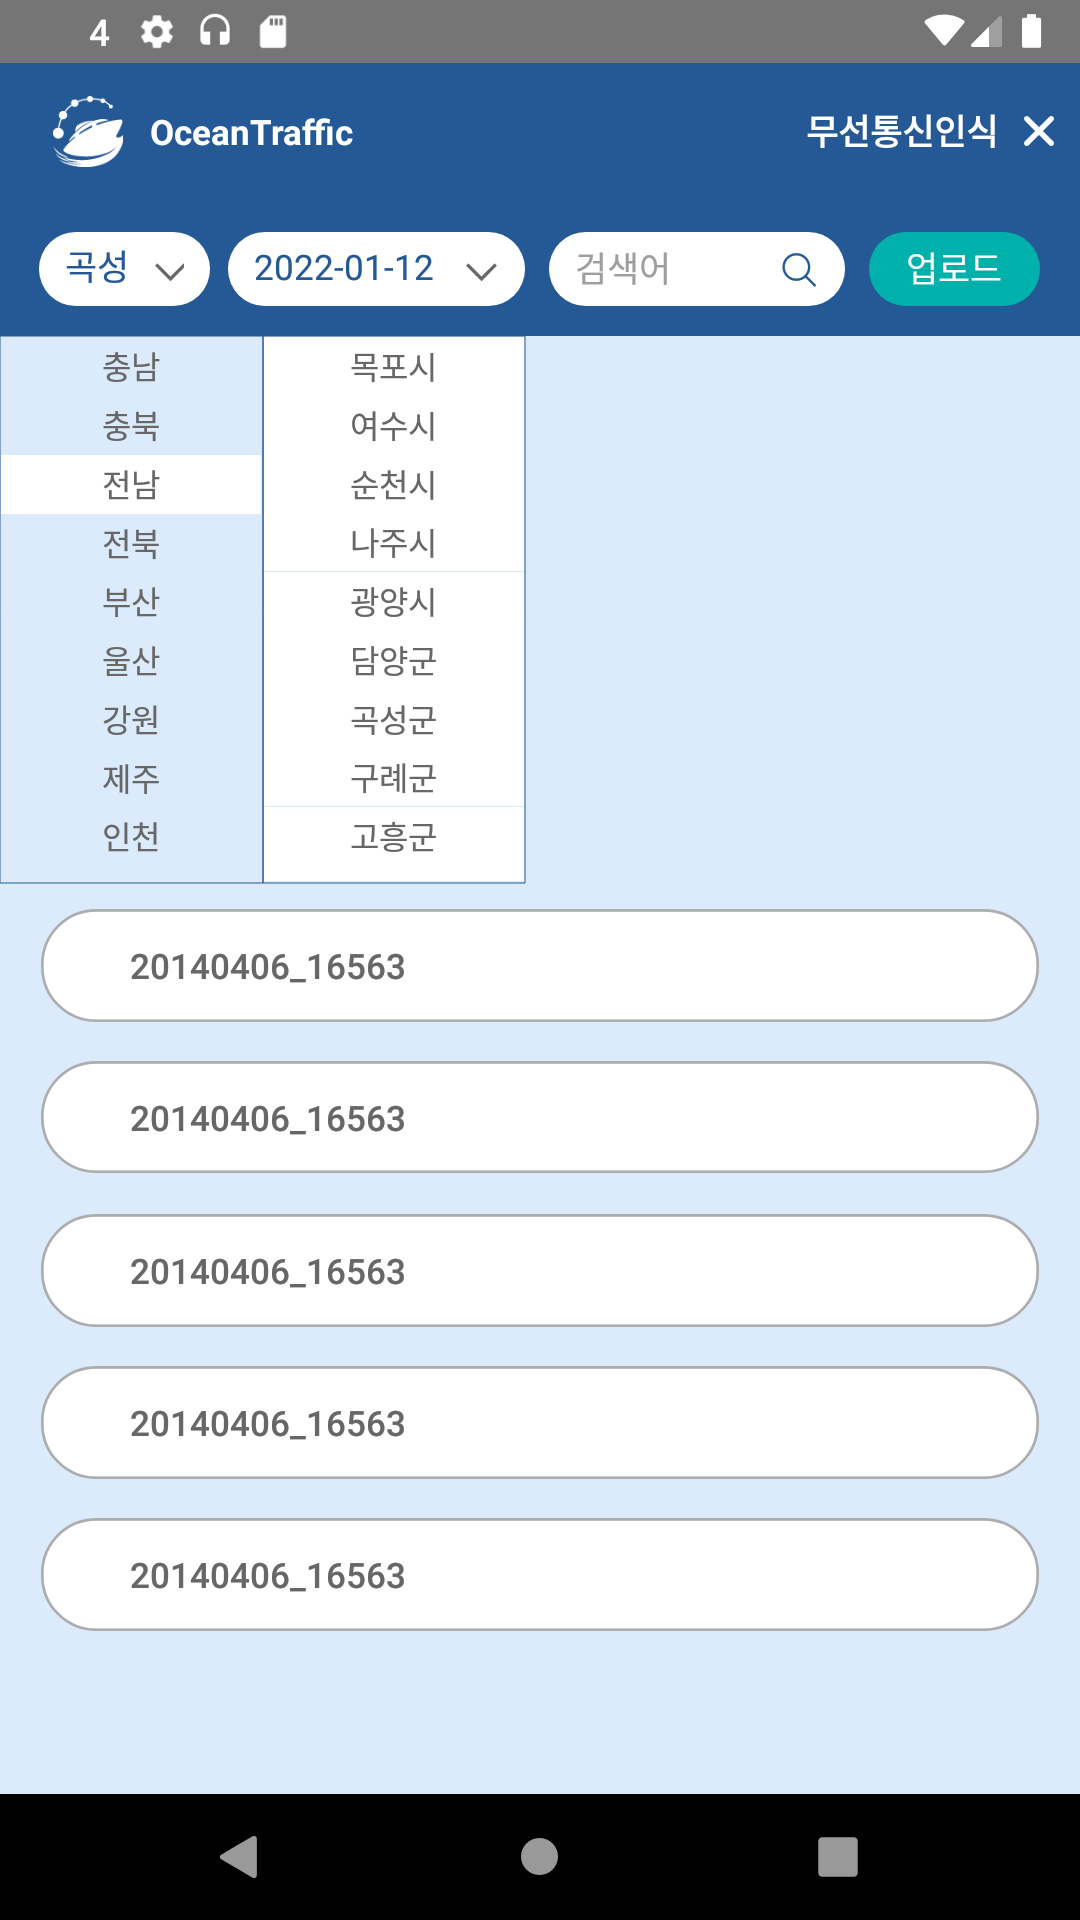 4
OceanTraffic 무선통신인식
곡성 2022-01-12 검색어 업로드
충남 목포시
충북 여수시
전남 순천시
전북 나주시
부산 광양시
울산 담양군
강원 곡성군
제주 구례군
인천 고흥군
20140406_16563
20140406_16563
20140406_16563
20140406_16563
20140406_16563